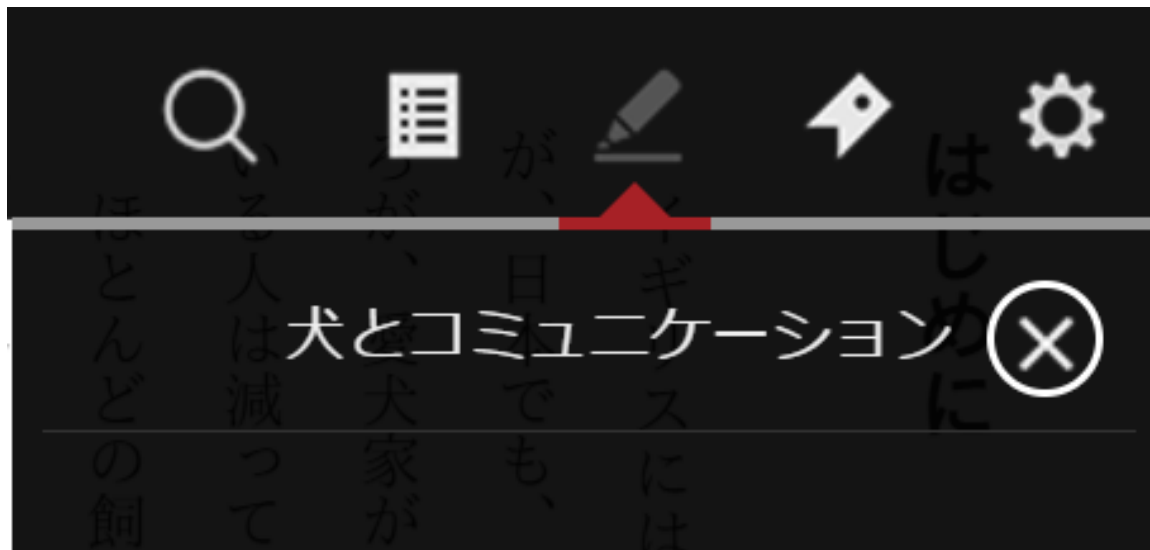 犬とコミュニケーション
はじめに
イギリスには
が、日本でも、
ろが、愛犬家が
いる人は減って
ほとんどの飼